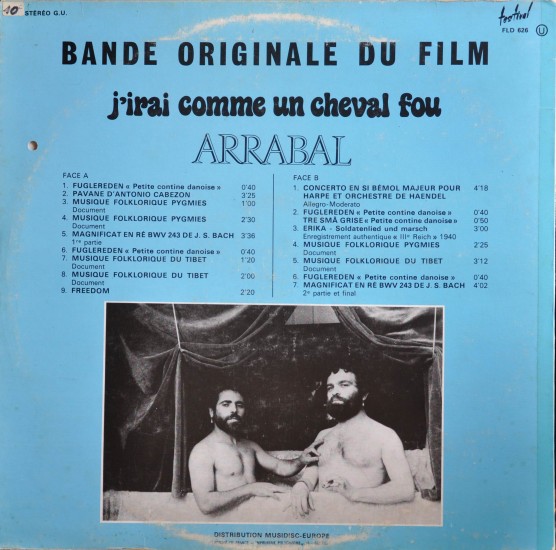 10
STÉRÉO G.U.
festival
FLD 626 U
BANDE ORIGINALE DU FILM
j'irai comme un cheval fou
ARRABAL
FACE A
1. FUGLEREDEN « Petite contine danoise » 0'40
2. PAVANE D'ANTONIO CABEZON 3'25
3. MUSIQUE FOLKLORIQUE PYGMIES 1'00
Document
4. MUSIQUE FOLKLORIQUE PYGMIES 2'30
Document
5. MAGNIFICAT EN RÉ BWV 243 DE J. S. BACH 3'36
1re partie
6. FUGLEREDEN « Petite contine danoise » 0'40
7. MUSIQUE FOLKLORIQUE DU TIBET 1'20
Document
8. MUSIQUE FOLKLORIQUE DU TIBET 2'00
Document
9. FREEDOM 2'20
FACE B
1. CONCERTO EN SI BÉMOL MAJEUR POUR 4'18
HARPE ET ORCHESTRE DE HAENDEL
Allegro-Moderato
2. FUGLEREDEN « Petite contine danoise » 0'40
TRE SMÅ GRISE « Petite contine danoise » 0'50
3. ERIKA - Soldatenlied und marsch 3'00
Enregistrement authentique « IIIe Reich » 1940
4. MUSIQUE FOLKLORIQUE PYGMIES 2'25
Document
5. MUSIQUE FOLKLORIQUE DU TIBET 3'12
Document
6. FUGLEREDEN « Petite contine danoise » 0'40
7. MAGNIFICAT EN RÉ BWV 243 DE J. S. BACH 4'02
2e partie et final
DISTRIBUTION MUSIDISC-EUROPE